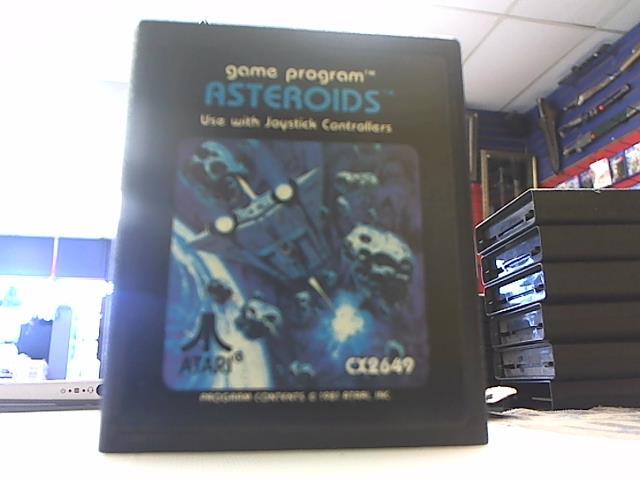 game program™
ASTEROIDS™
Use with Joystick Controllers
ATARI®
CX2649
PROGRAM CONTENTS © 1981 ATARI, INC.